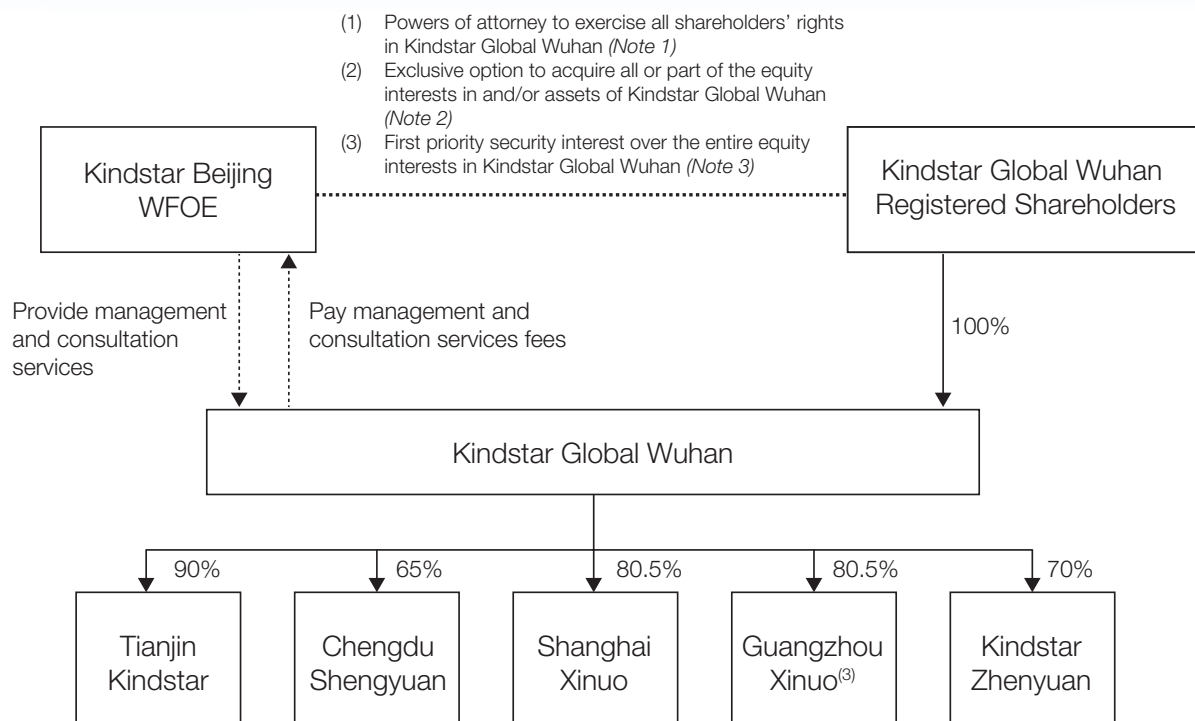 (1) Powers of attorney to exercise all shareholders’ rights
in Kindstar Global Wuhan (Note 1)
(2) Exclusive option to acquire all or part of the equity
interests in and/or assets of Kindstar Global Wuhan
(Note 2)
(3) First priority security interest over the entire equity
interests in Kindstar Global Wuhan (Note 3)
Kindstar Beijing
WFOE
Kindstar Global Wuhan
Registered Shareholders
Provide management
and consultation
services
Pay management and
consultation services fees
100%
Kindstar Global Wuhan
90%
65%
80.5%
80.5%
70%
Tianjin
Kindstar
Chengdu
Shengyuan
Shanghai
Xinuo
Guangzhou
Xinuo(3)
Kindstar
Zhenyuan